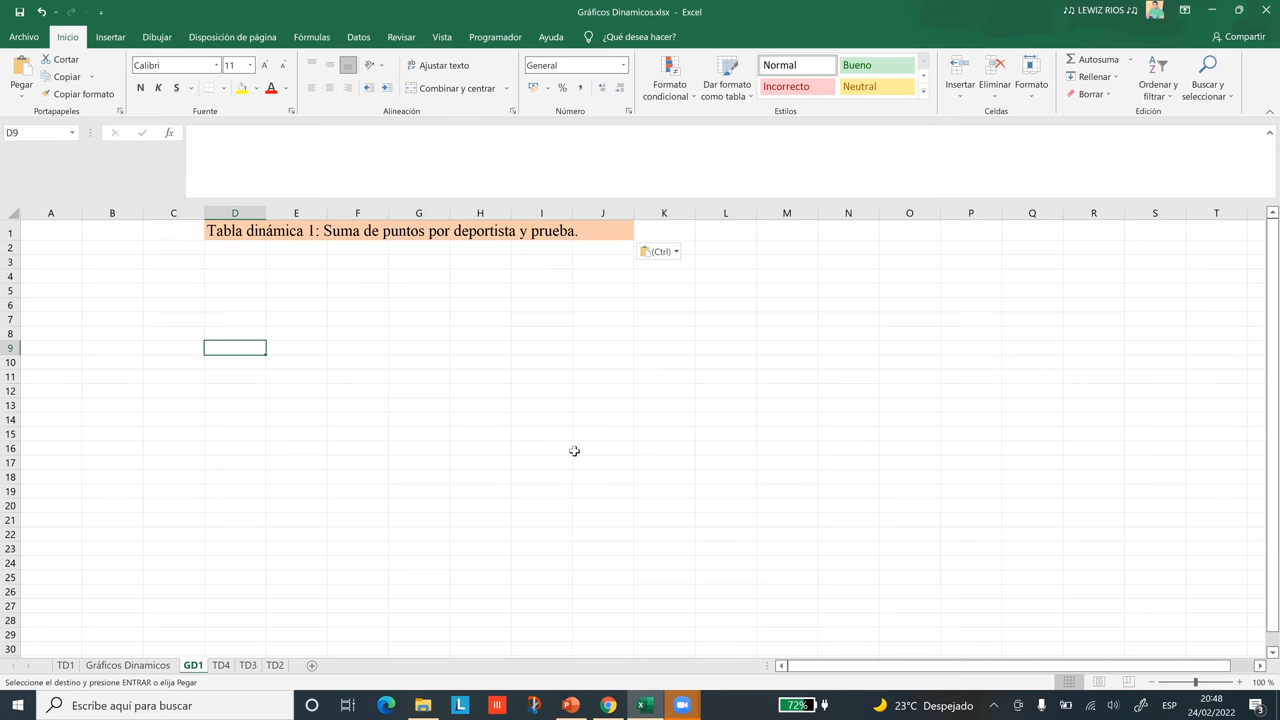 Gráficos Dinamicos.xlsx - Excel
LEWIZ RIOS
Archivo Inicio Insertar Dibujar Disposición de página Fórmulas Datos Revisar Vista Programador Ayuda ¿Qué desea hacer? Compartir
Pegar
Cortar
Copiar
Copiar formato
Portapapeles
Calibri 11
N K S
Fuente
Ajustar texto
Combinar y centrar
Alineación
General
% 
Número
Formato condicional
Dar formato como tabla
Normal Bueno
Incorrecto Neutral
Estilos
Insertar Eliminar Formato
Celdas
Autosuma
Rellenar
Borrar
Ordenar y filtrar
Buscar y seleccionar
Edición
D9 fx
A B C D E F G H I J K L M N O P Q R S T
1 Tabla dinámica 1: Suma de puntos por deportista y prueba.
2 (Ctrl)
3
4
5
6
7
8
9
10
11
12
13
14
15
16
17
18
19
20
21
22
23
24
25
26
27
28
29
30
TD1 Gráficos Dinamicos GD1 TD4 TD3 TD2
Seleccione el destino y presione ENTRAR o elija Pegar 100 %
Escribe aquí para buscar 72% 23°C Despejado ESP 20:48
24/02/2022 3